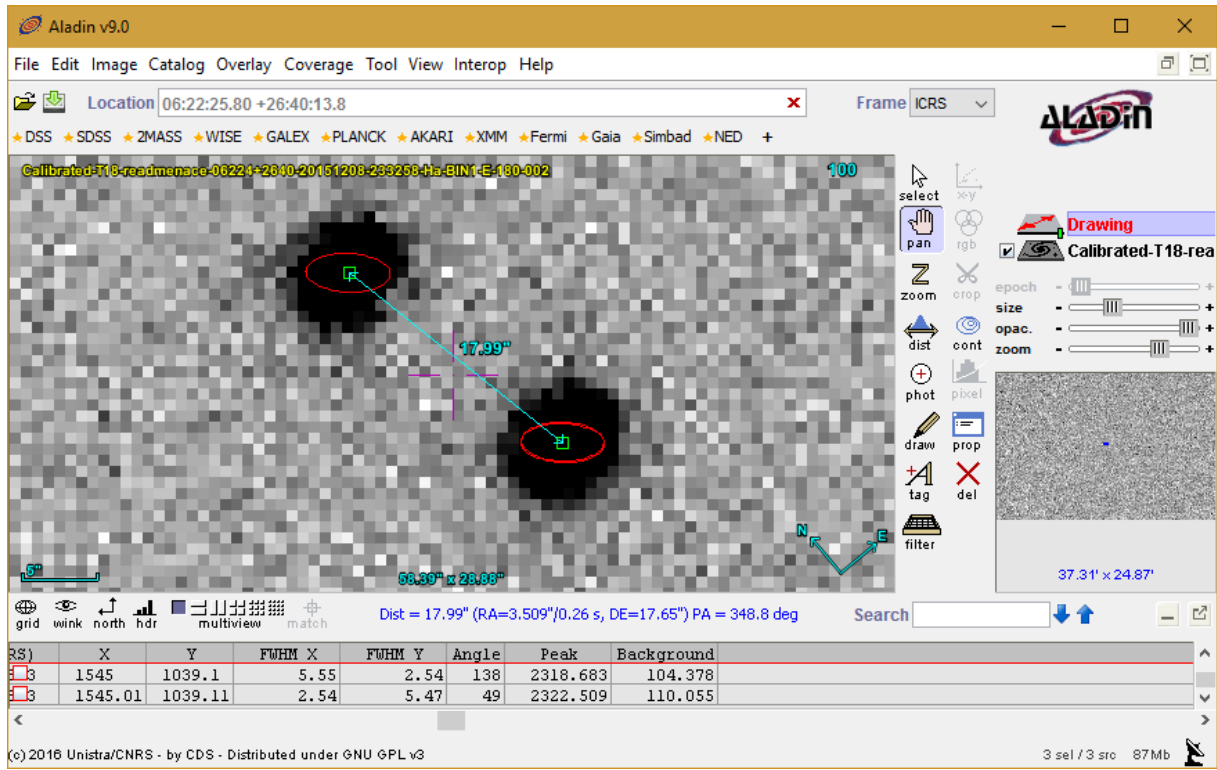 Aladin v9.0
File Edit Image Catalog Overlay Coverage Tool View Interop Help
Location 06:22:25.80 +26:40:13.8
Frame ICRS
ALADIN
DSS SDSS 2MASS WISE GALEX PLANCK AKARI XMM Fermi Gaia Simbad NED +
Calibrated-T18-readmenace-06224+2640-20151208-233258-Ha-BIN1-E-180-002
100
select x-y
pan rgb
zoom crop
dist cont
phot pixel
draw prop
tag del
filter
Drawing
Calibrated-T18-rea
epoch - +
size - +
opac. - +
zoom - +
17.99"
N E
5"
58.39" x 28.88"
37.31' x 24.87'
grid wink north hdr multiview match
Dist = 17.99" (RA=3.509"/0.26 s, DE=17.65") PA = 348.8 deg
Search
RS) X Y FWHM X FWHM Y Angle Peak Background
3 1545 1039.1 5.55 2.54 138 2318.683 104.378
3 1545.01 1039.11 2.54 5.47 49 2322.509 110.055
(c) 2016 Unistra/CNRS - by CDS - Distributed under GNU GPL v3
3 sel / 3 src 87Mb